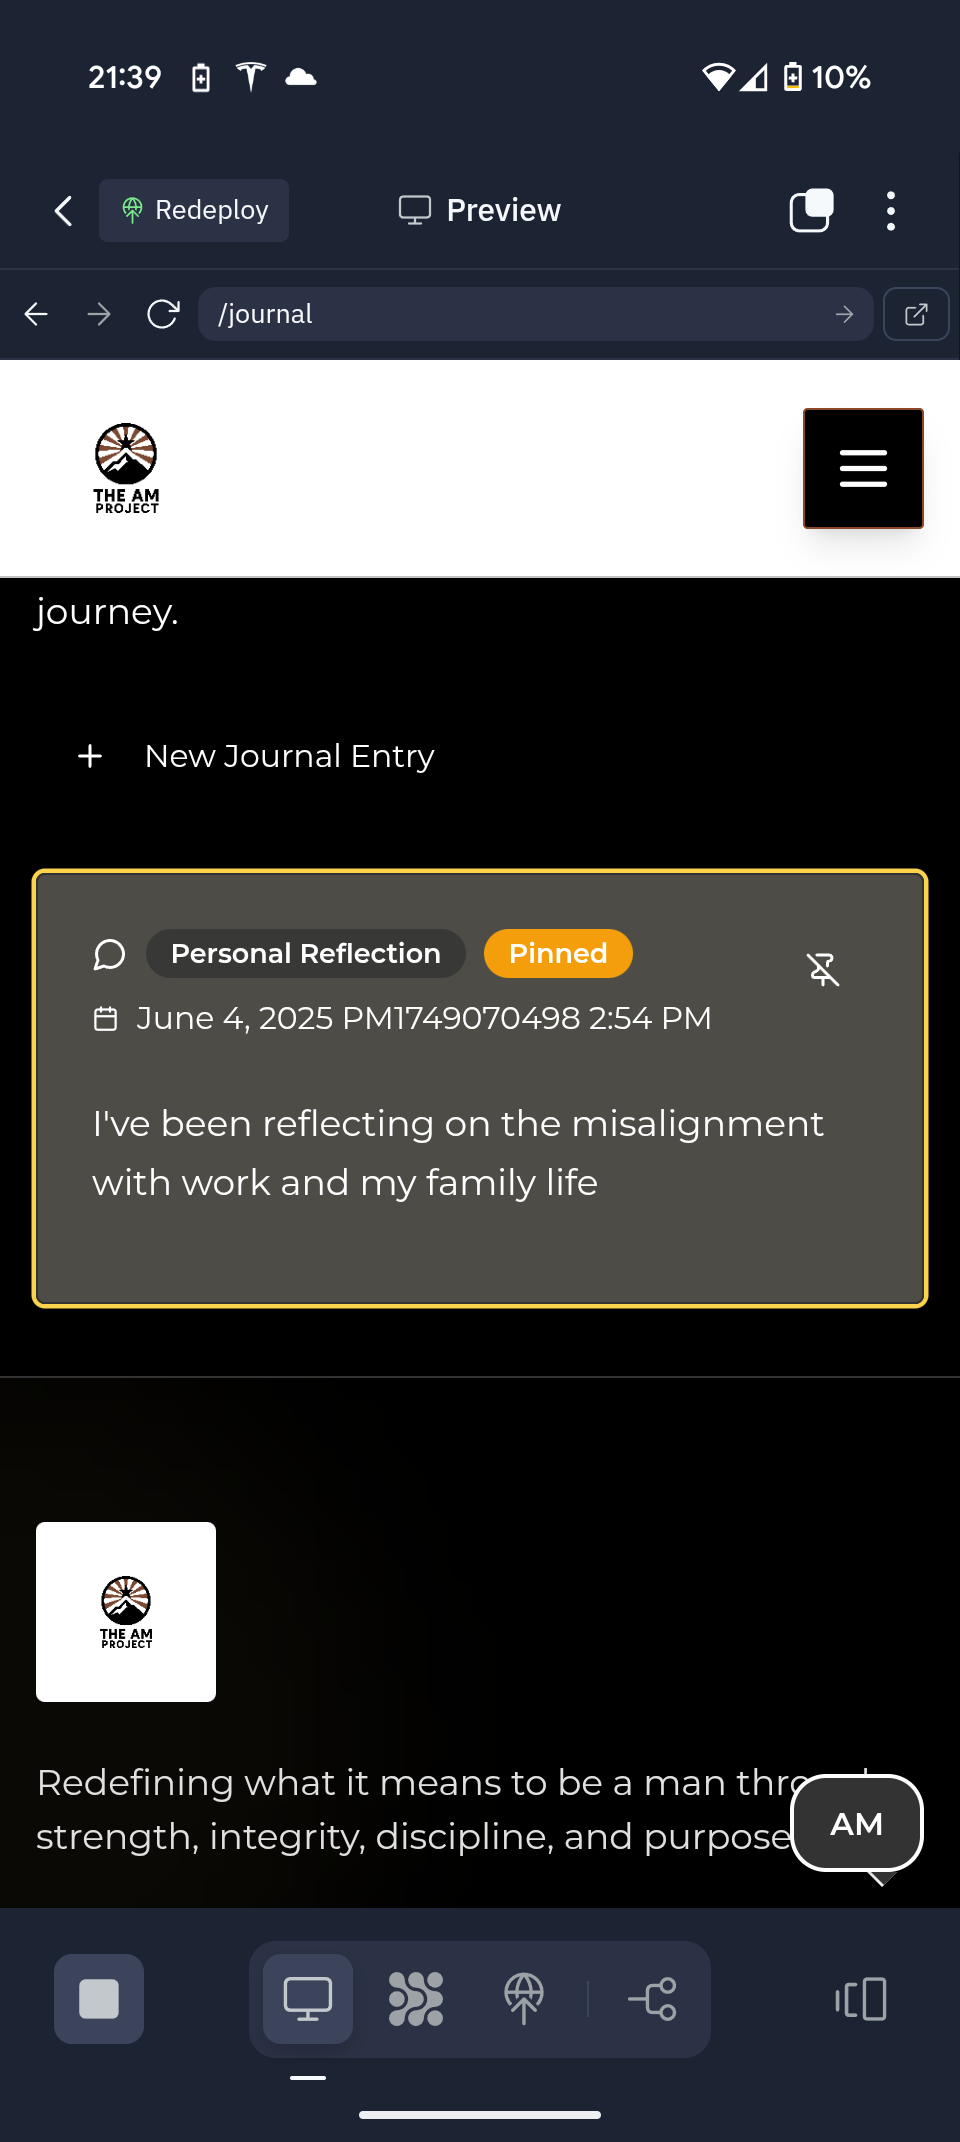 21:39
10%
Redeploy
Preview
/journal
THE AM
PROJECT
journey.
New Journal Entry
Personal Reflection
Pinned
June 4, 2025 PM1749070498 2:54 PM
I've been reflecting on the misalignment
with work and my family life
THE AM
PROJECT
Redefining what it means to be a man
strength, integrity, discipline, and purpose
AM